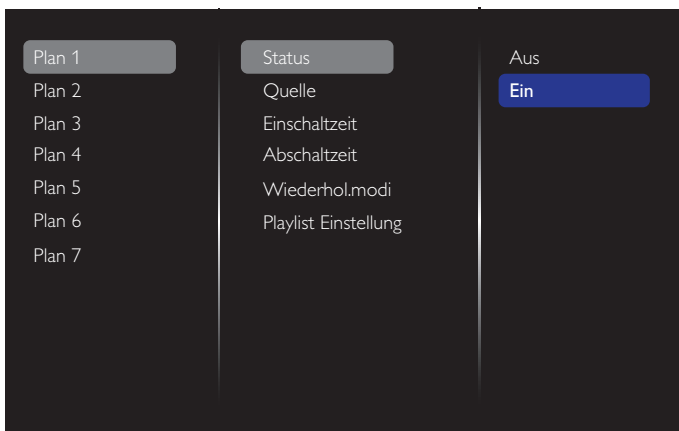 Plan 1
Plan 2
Plan 3
Plan 4
Plan 5
Plan 6
Plan 7
Status
Quelle
Einschaltzeit
Abschaltzeit
Wiederhol.modi
Playlist Einstellung
Aus
Ein